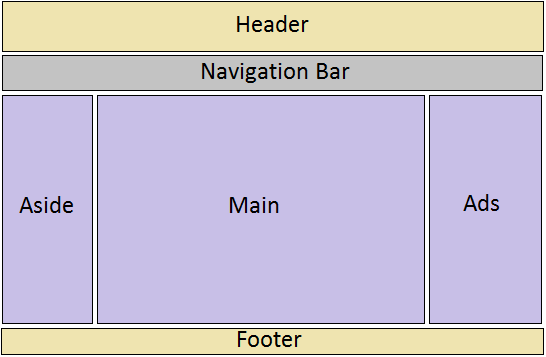 Header
Navigation Bar
Aside
Main
Ads
Footer